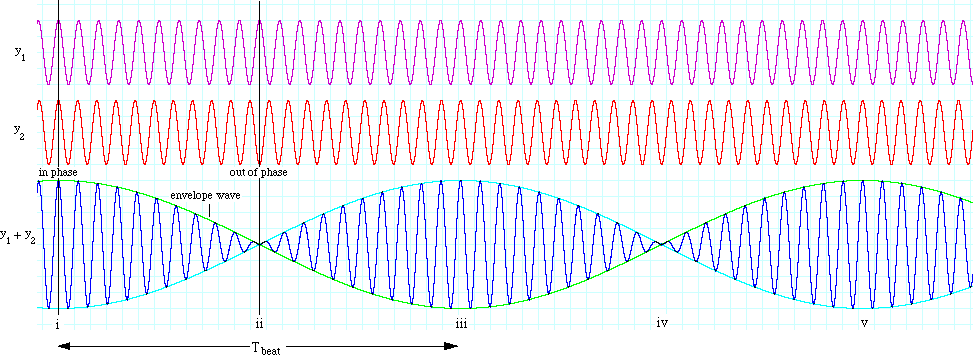 y1
y2
in phase
out of phase
envelope wave
y1 + y2
i
ii
iii
iv
v
Tbeat